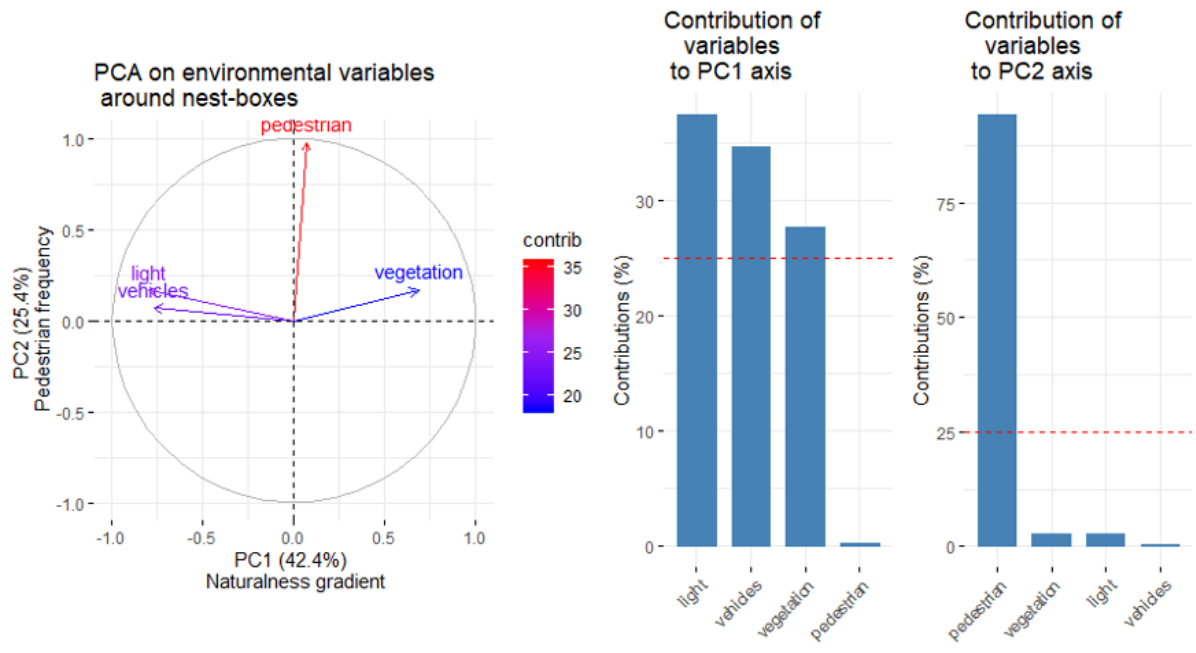 PCA on environmental variables
around nest-boxes
pedestrian
1.0
0.5
0.0
-0.5
-1.0
light
vehicles
vegetation
PC2 (25.4%)
Pedestrian frequency
-1.0
-0.5
0.0
0.5
1.0
PC1 (42.4%)
Naturalness gradient
contrib
35
30
25
20
Contribution of
variables
to PC1 axis
Contributions (%)
30
20
10
0
light
vehicles
vegetation
pedestrian
Contribution of
variables
to PC2 axis
Contributions (%)
75
50
25
0
pedestrian
vegetation
light
vehicles